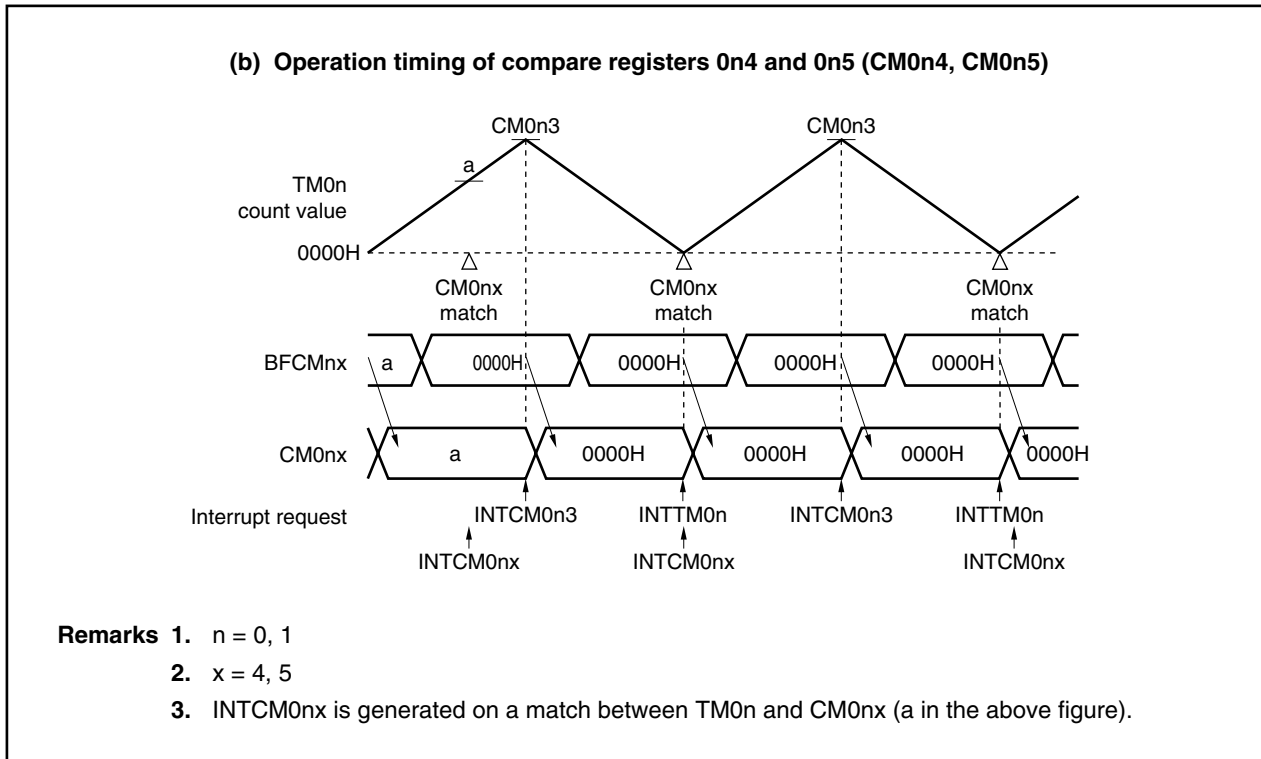 (b) Operation timing of compare registers 0n4 and 0n5 (CM0n4, CM0n5)
CM0n3 CM0n3
a
TM0n
count value
0000H
CM0nx CM0nx CM0nx
match match match
BFCMnx a 0000H 0000H 0000H 0000H
CM0nx a 0000H 0000H 0000H 0000H
Interrupt request INTCM0n3 INTTM0n INTCM0n3 INTTM0n
INTCM0nx INTCM0nx INTCM0nx
Remarks 1. n = 0, 1
2. x = 4, 5
3. INTCM0nx is generated on a match between TM0n and CM0nx (a in the above figure).